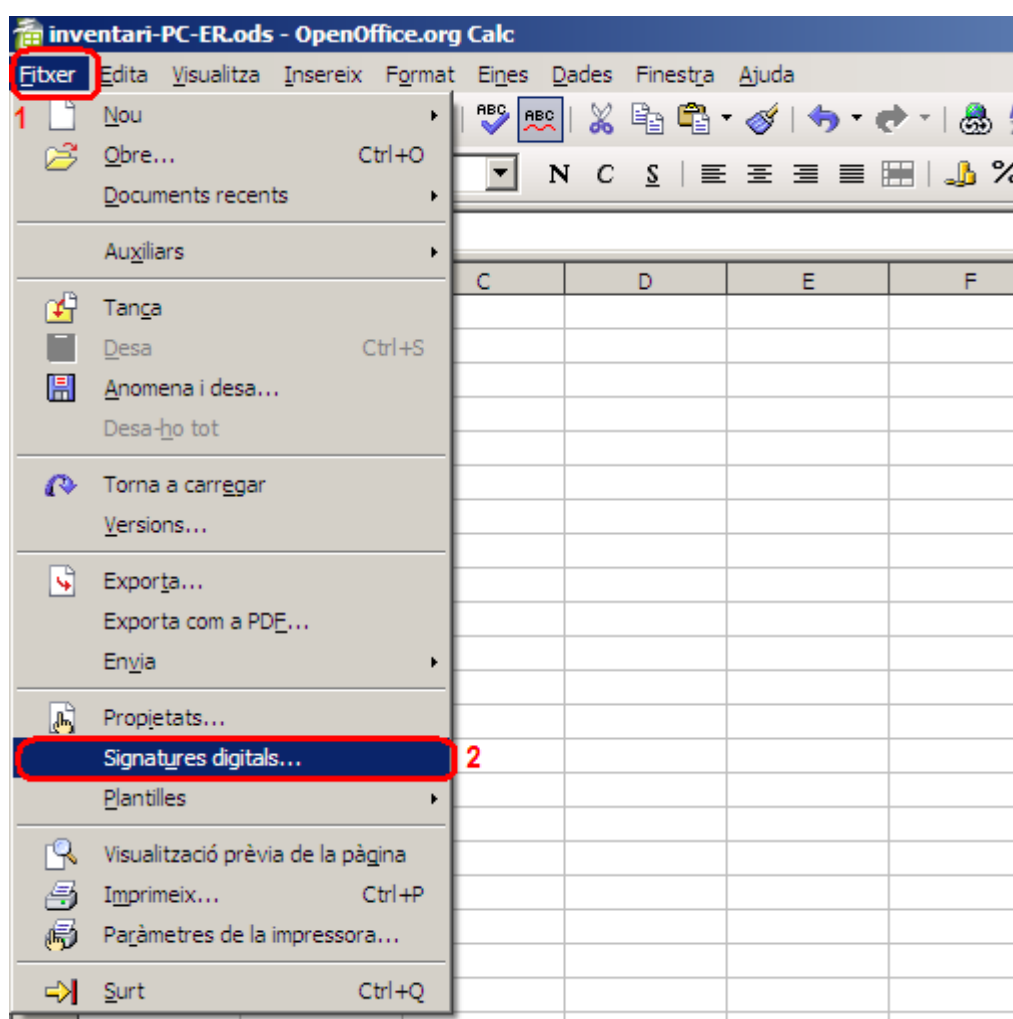 inventari-PC-ER.ods - OpenOffice.org Calc
Fitxer Edita Visualitza Insereix Format Eines Dades Finestra Ajuda
1 Nou
ABC ABC
Obre... Ctrl+O
N C S %
Documents recents
Auxiliars
C D E F
Tanca
Desa Ctrl+S
Anomena i desa...
Desa-ho tot
Torna a carregar
Versions...
Exporta...
Exporta com a PDF...
Envia
Propietats...
Signatures digitals... 2
Plantilles
Visualització prèvia de la pàgina
Imprimeix... Ctrl+P
Paràmetres de la impressora...
Surt Ctrl+Q